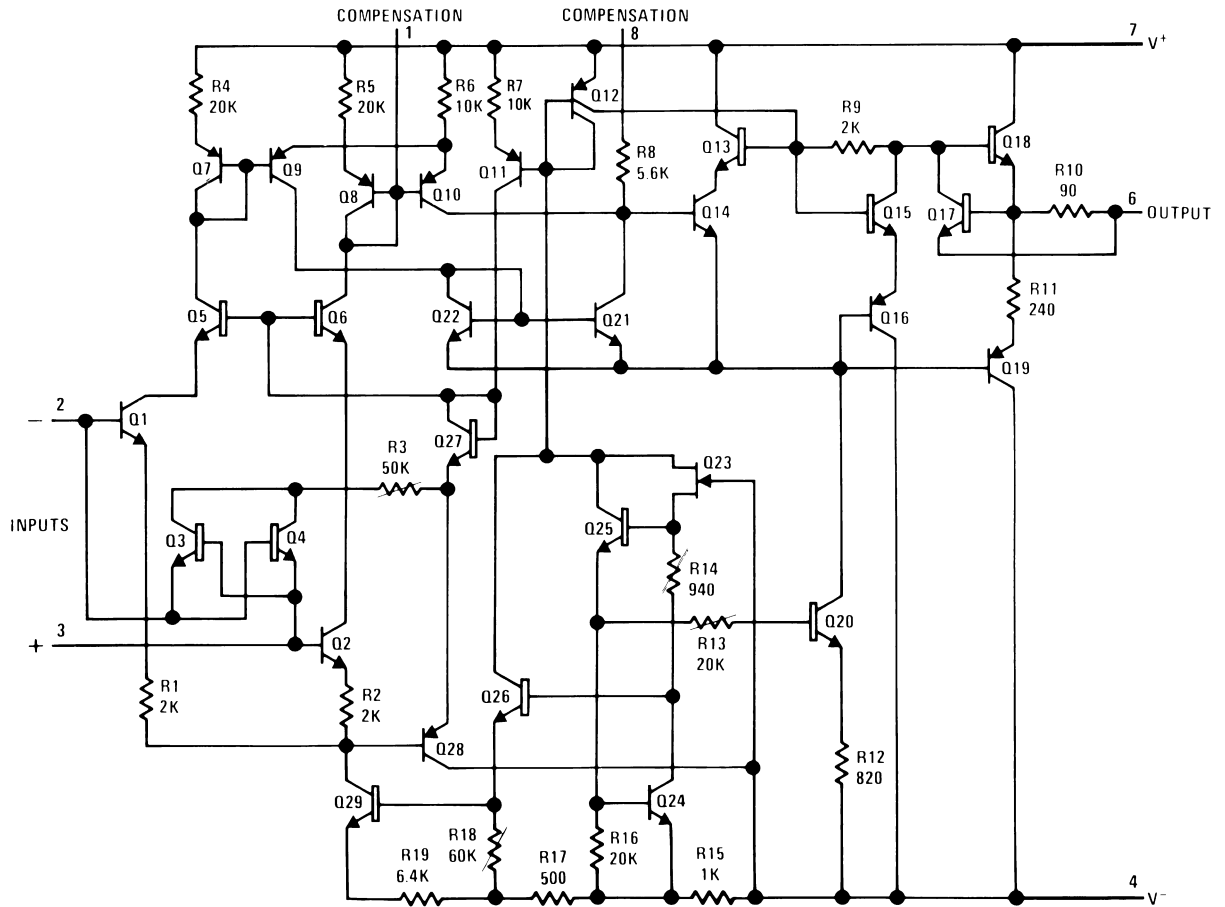 COMPENSATION
1
COMPENSATION
8
7
V+
R4
20K
R5
20K
R6
10K
R7
10K
Q12
R8
5.6K
Q13
R9
2K
Q18
R10
90
6
OUTPUT
Q7
Q9
Q8
Q10
Q11
Q14
Q15
Q17
R11
240
Q5
Q6
Q22
Q21
Q16
Q19
2
−
Q1
Q27
R3
50K
Q23
INPUTS
Q3
Q4
Q25
R14
940
3
+
Q2
R13
20K
Q20
R1
2K
R2
2K
Q26
Q28
R12
820
Q29
R18
60K
Q24
R19
6.4K
R17
500
R16
20K
R15
1K
4
V−